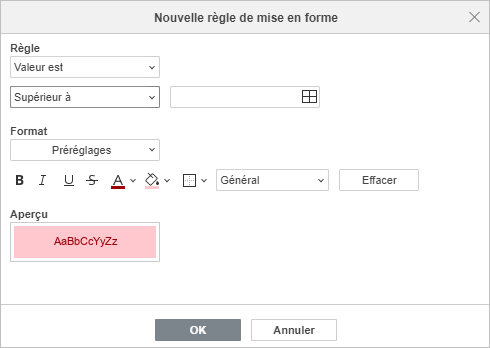 Nouvelle règle de mise en forme
Règle
Valeur est
Supérieur à
Format
Préréglages
B I U S A Général Effacer
Aperçu
AaBbCcYyZz
OK Annuler